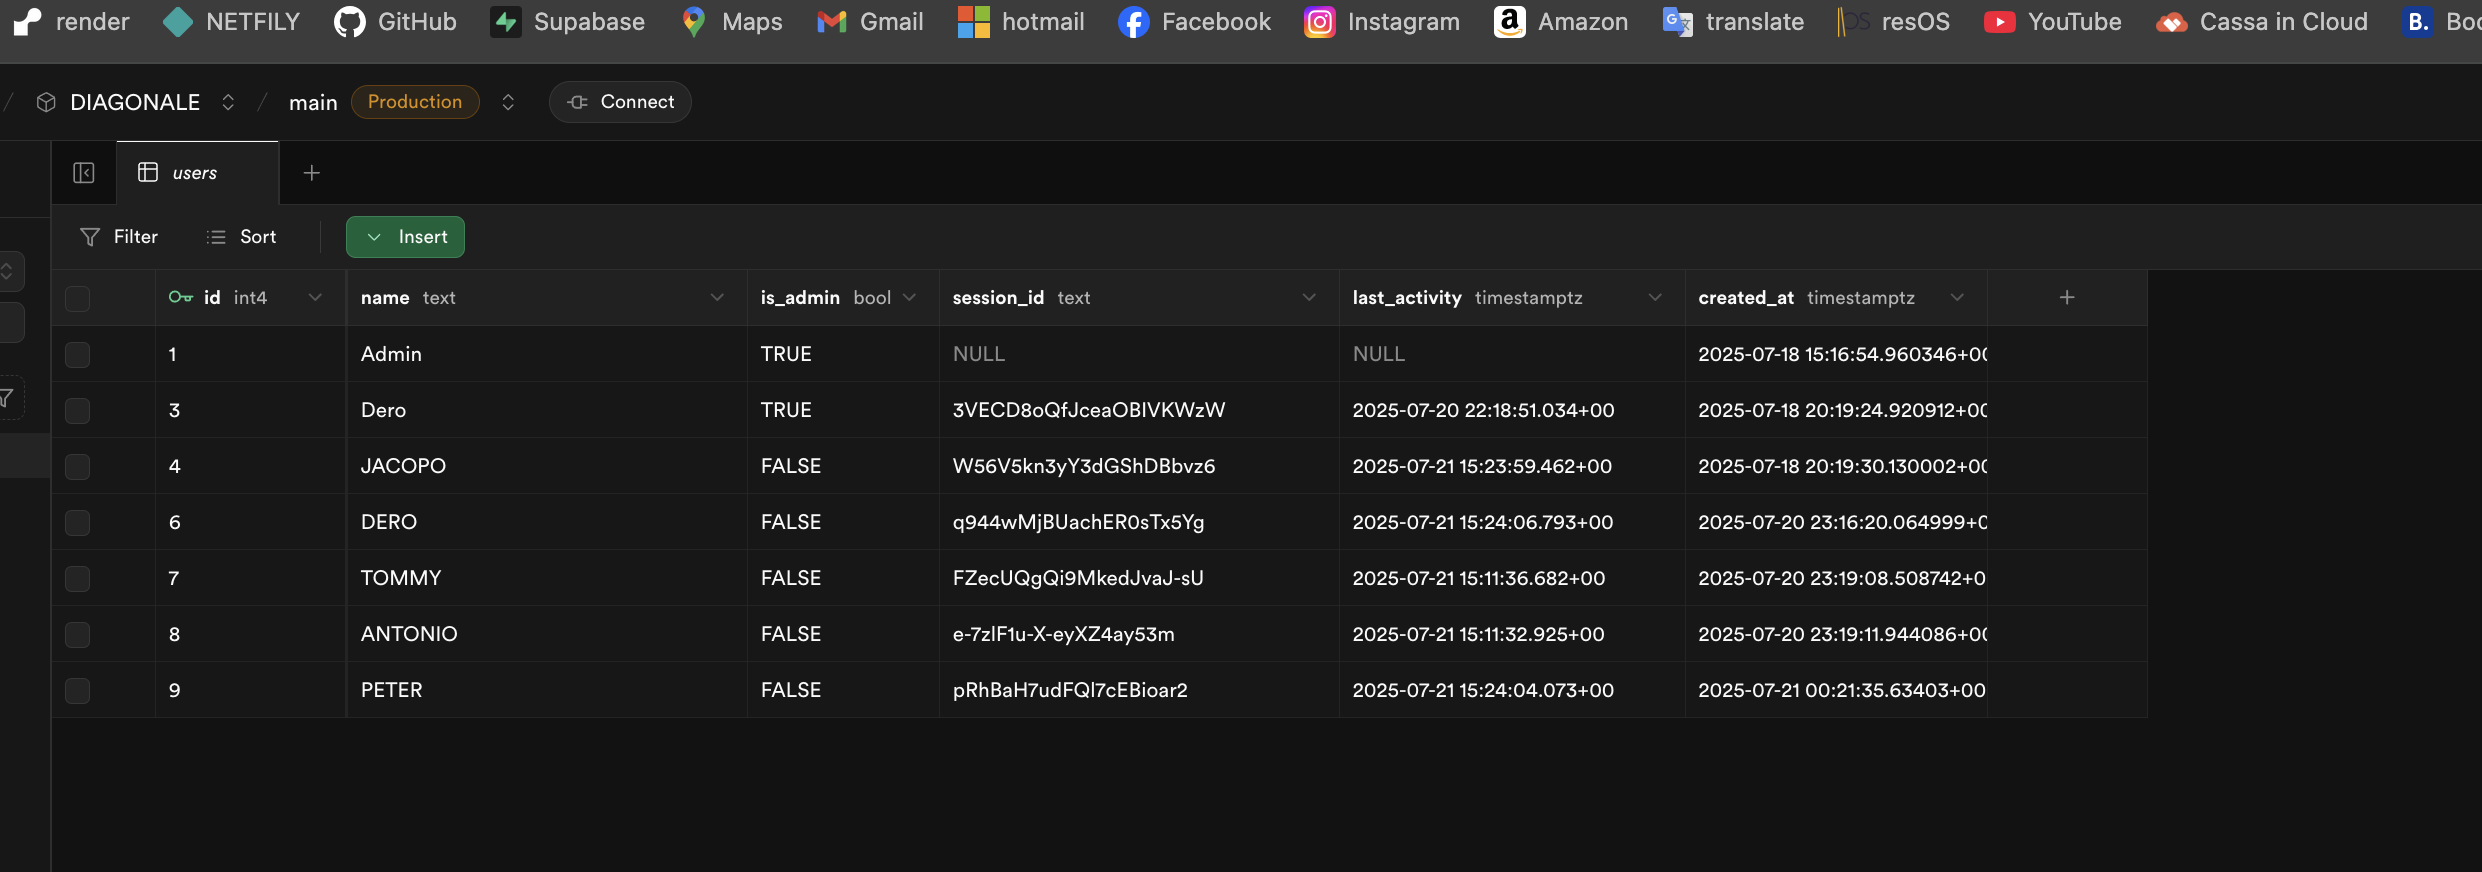 render NETFILY GitHub Supabase Maps Gmail hotmail Facebook Instagram Amazon translate resOS YouTube Cassa in Cloud B. Boo
/ DIAGONALE / main Production Connect
users +
Filter Sort Insert
id int4 name text is_admin bool session_id text last_activity timestamptz created_at timestamptz +
1 Admin TRUE NULL NULL 2025-07-18 15:16:54.960346+00
3 Dero TRUE 3VECD8oQfJceaOBIVKWzW 2025-07-20 22:18:51.034+00 2025-07-18 20:19:24.920912+00
4 JACOPO FALSE W56V5kn3yY3dGShDBbvz6 2025-07-21 15:23:59.462+00 2025-07-18 20:19:30.130002+00
6 DERO FALSE q944wMjBUachER0sTx5Yg 2025-07-21 15:24:06.793+00 2025-07-20 23:16:20.064999+0
7 TOMMY FALSE FZecUQgQi9MkedJvaJ-sU 2025-07-21 15:11:36.682+00 2025-07-20 23:19:08.508742+0
8 ANTONIO FALSE e-7zlF1u-X-eyXZ4ay53m 2025-07-21 15:11:32.925+00 2025-07-20 23:19:11.944086+00
9 PETER FALSE pRhBaH7udFQl7cEBioar2 2025-07-21 15:24:04.073+00 2025-07-21 00:21:35.63403+00